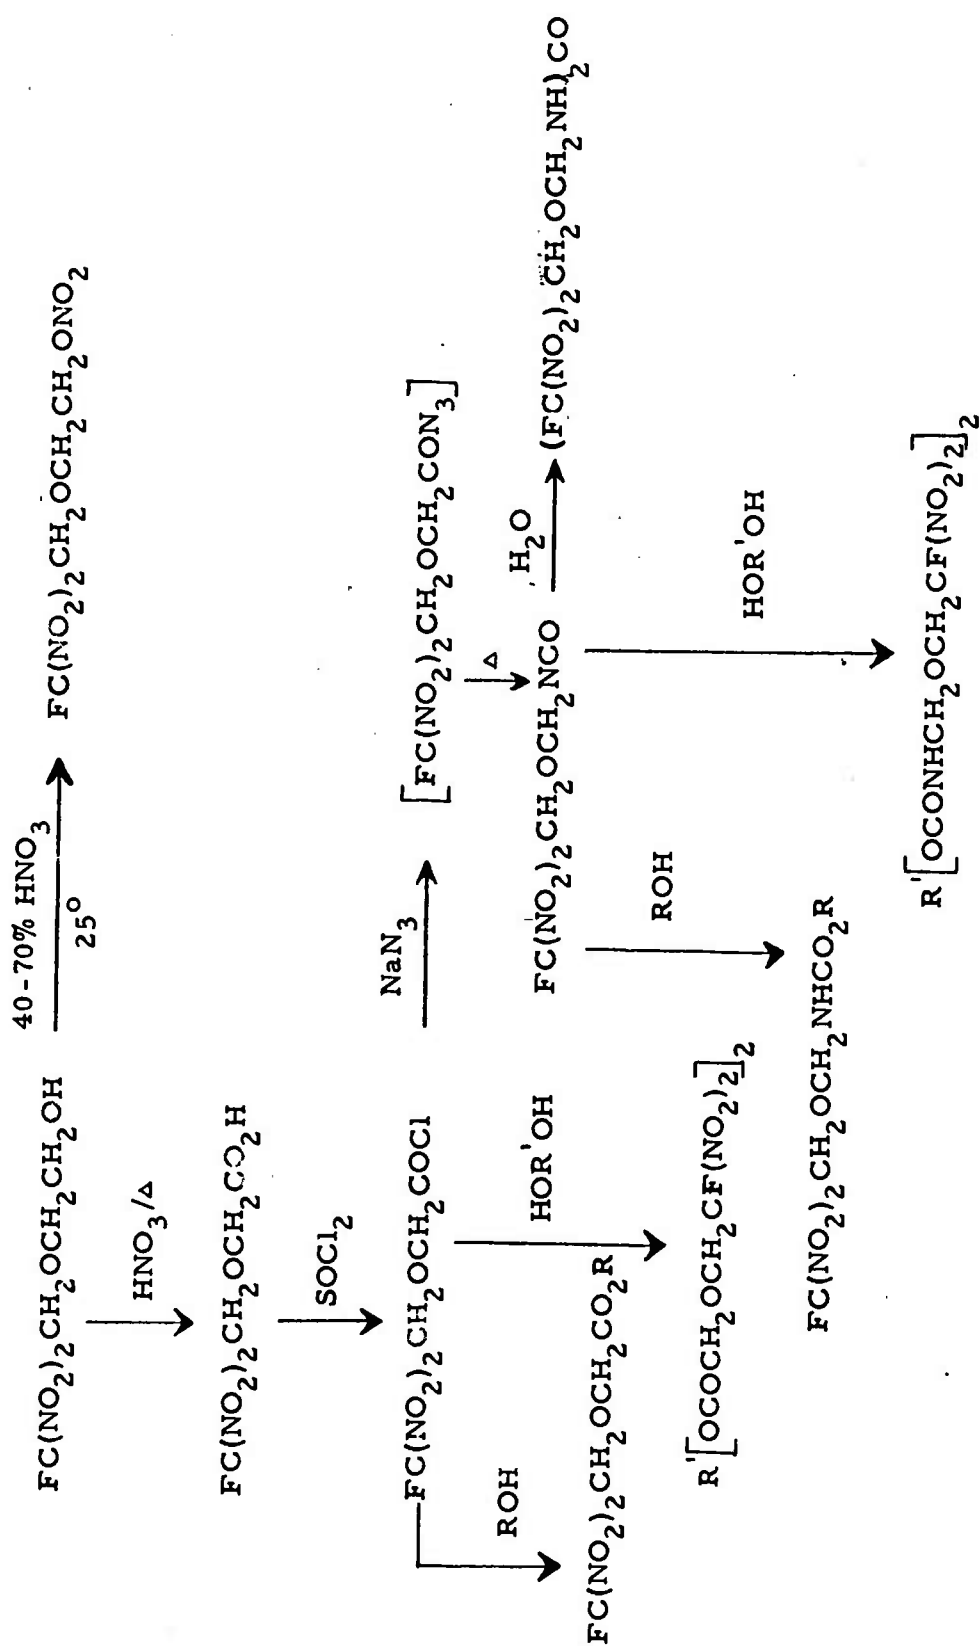 FC(NO2)2CH2OCH2CH2OH
40-70% HNO3
25°
FC(NO2)2CH2OCH2CH2ONO2
HNO3/Δ
FC(NO2)2CH2OCH2CO2H
SOCl2
FC(NO2)2CH2OCH2COCl
NaN3
[FC(NO2)2CH2OCH2CON3]
Δ
FC(NO2)2CH2OCH2NCO
H2O
(FC(NO2)2CH2OCH2NH)2CO
ROH
HOR'OH
ROH
HOR'OH
FC(NO2)2CH2OCH2CO2R
R'[OCOCH2OCH2CF(NO2)2]2
FC(NO2)2CH2OCH2NHCO2R
R'[OCONHCH2OCH2CF(NO2)2]2